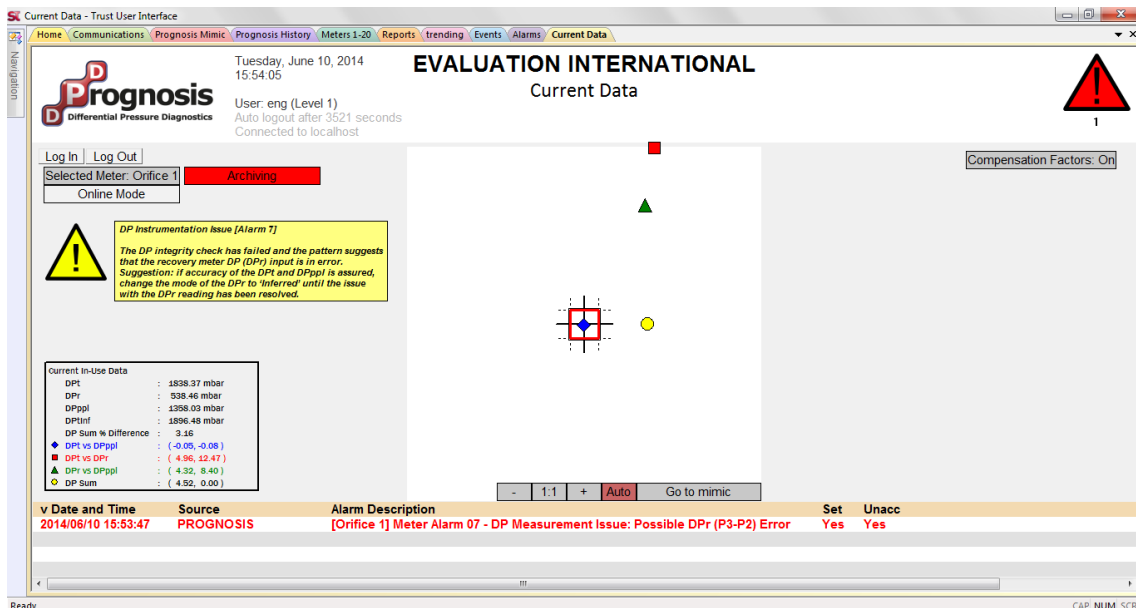 Current Data - Trust User Interface
Home Communications Prognosis Mimic Prognosis History Meters 1-20 Reports trending Events Alarms Current Data
Navigation
DPrognosis
D
Differential Pressure Diagnostics
Tuesday, June 10, 2014
15:54:05
User: eng (Level 1)
Auto logout after 3521 seconds
Connected to localhost
EVALUATION INTERNATIONAL
Current Data
!
1
Log In Log Out
Selected Meter: Orifice 1 Archiving
Online Mode
Compensation Factors: On
!
DP Instrumentation Issue [Alarm 7]
The DP integrity check has failed and the pattern suggests
that the recovery meter DP (DPr) input is in error.
Suggestion: if accuracy of the DPt and DPppl is assured,
change the mode of the DPr to 'Inferred' until the issue
with the DPr reading has been resolved.
Current In-Use Data
DPt : 1838.37 mbar
DPr : 538.46 mbar
DPppl : 1358.03 mbar
DPtinf : 1896.48 mbar
DP Sum % Difference : 3.16
DPt vs DPppl : (-0.05, -0.08 )
DPt vs DPr : ( 4.96, 12.47 )
DPr vs DPppl : ( 4.32, 8.40 )
DP Sum : ( 4.52, 0.00 )
- 1:1 + Auto Go to mimic
v Date and Time Source Alarm Description Set Unacc
2014/06/10 15:53:47 PROGNOSIS [Orifice 1] Meter Alarm 07 - DP Measurement Issue: Possible DPr (P3-P2) Error Yes Yes
Ready CAP NUM SCR